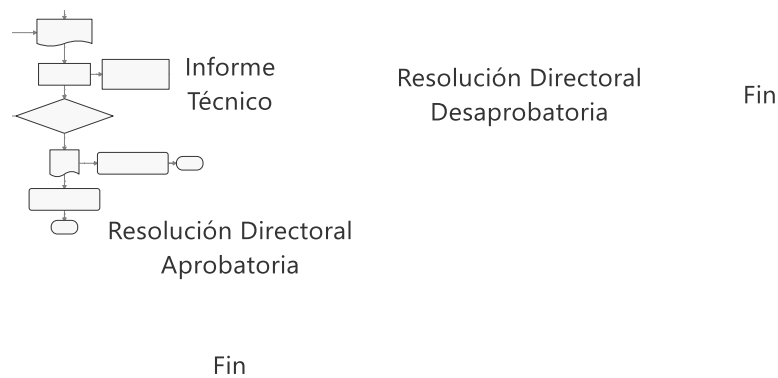 Informe
Técnico
Resolución Directoral
Desaprobatoria
Fin
Resolución Directoral
Aprobatoria
Fin